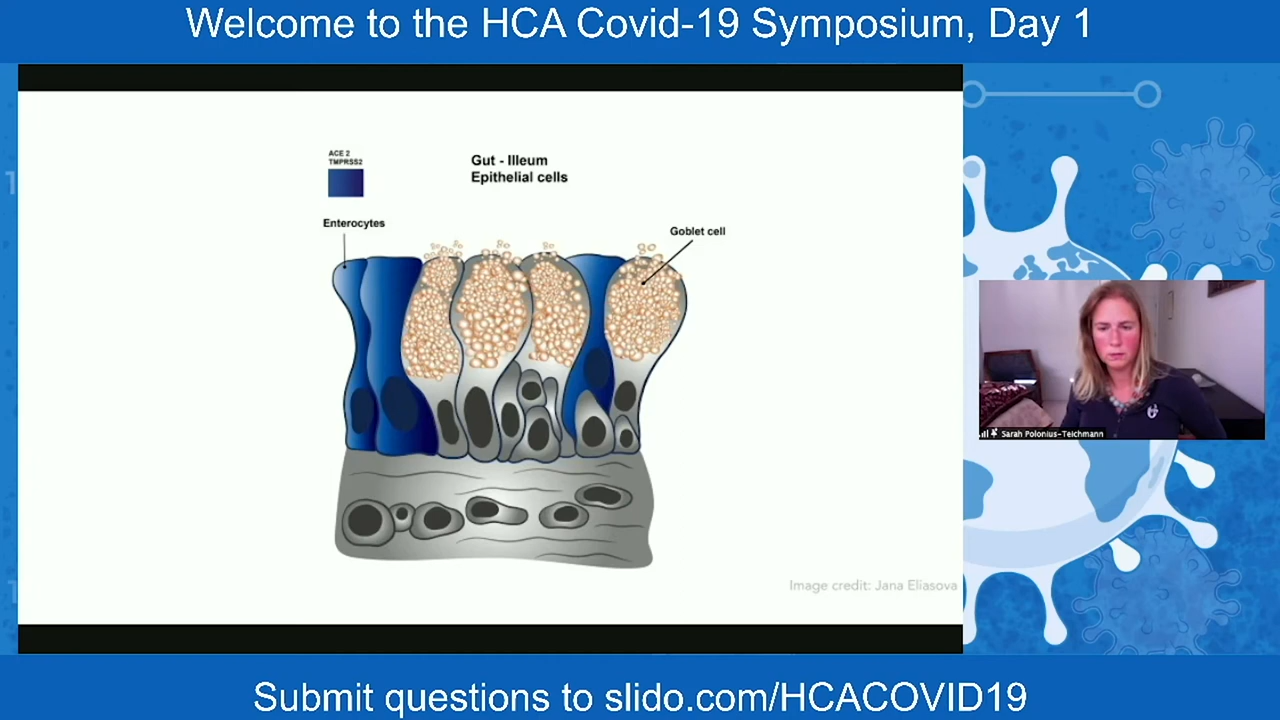 Welcome to the HCA Covid-19 Symposium, Day 1
ACE 2
TMPRSS2
Gut - Illeum
Epithelial cells
Enterocytes
Goblet cell
Image credit: Jana Eliasova
Sarah Polonius-Teichmann
Submit questions to slido.com/HCACOVID19